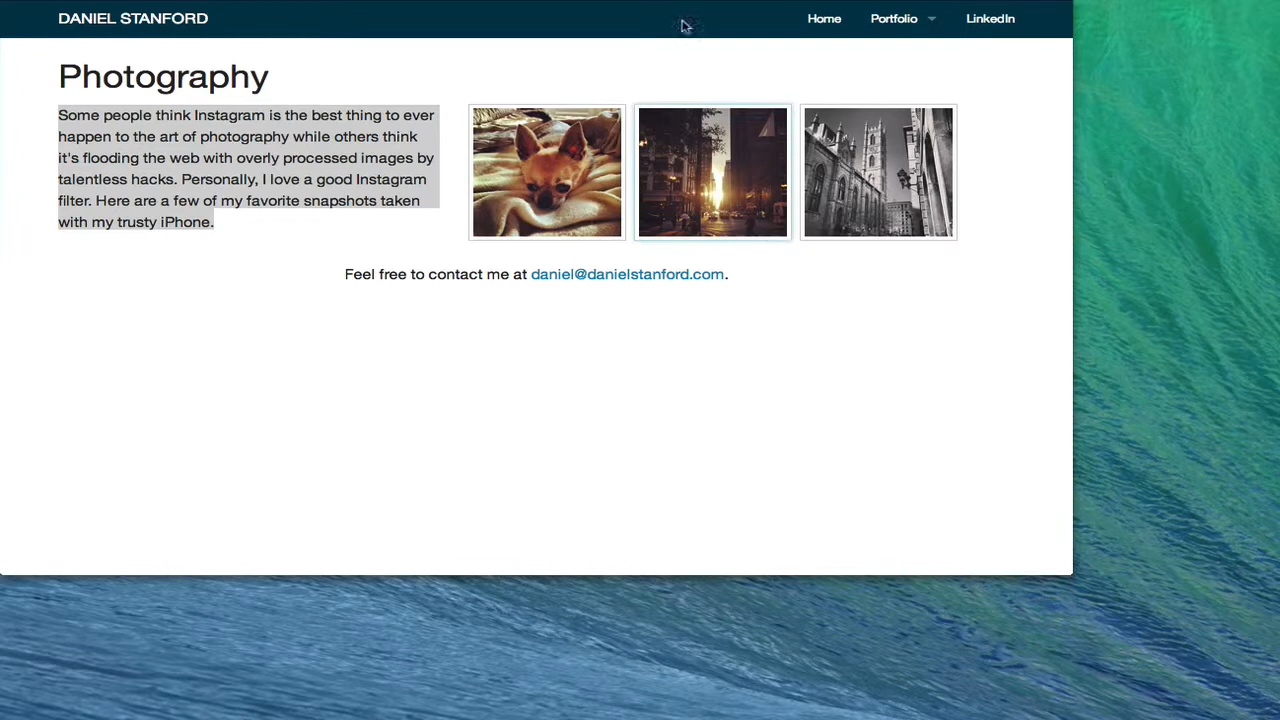 DANIEL STANFORD
Home
Portfolio
LinkedIn
Photography
Some people think Instagram is the best thing to ever
happen to the art of photography while others think
it's flooding the web with overly processed images by
talentless hacks. Personally, I love a good Instagram
filter. Here are a few of my favorite snapshots taken
with my trusty iPhone.
Feel free to contact me at daniel@danielstanford.com.